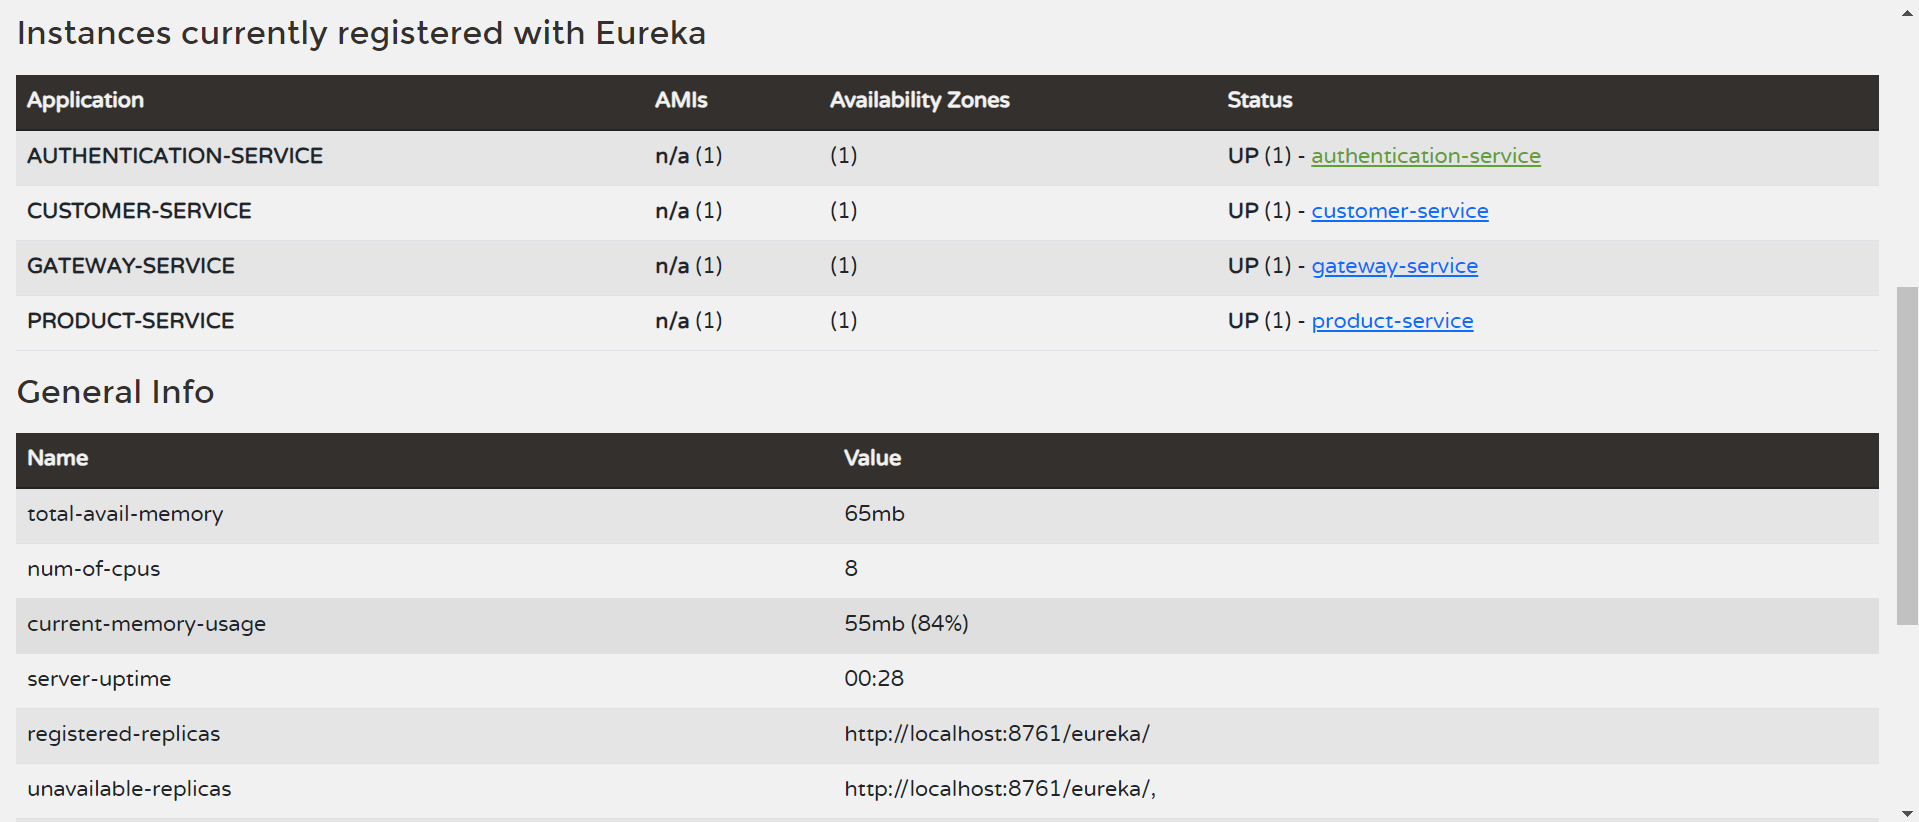 Instances currently registered with Eureka
Application AMIs Availability Zones Status
AUTHENTICATION-SERVICE n/a (1) (1) UP (1) - authentication-service
CUSTOMER-SERVICE n/a (1) (1) UP (1) - customer-service
GATEWAY-SERVICE n/a (1) (1) UP (1) - gateway-service
PRODUCT-SERVICE n/a (1) (1) UP (1) - product-service
General Info
Name Value
total-avail-memory 65mb
num-of-cpus 8
current-memory-usage 55mb (84%)
server-uptime 00:28
registered-replicas http://localhost:8761/eureka/
unavailable-replicas http://localhost:8761/eureka/,